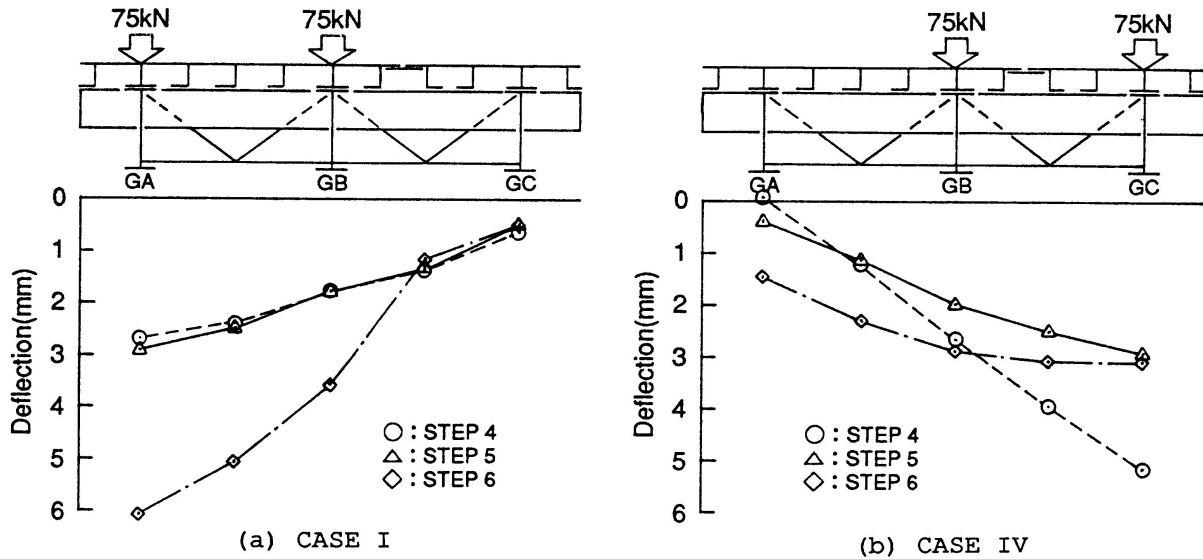 75kN 75kN
GA GB GC
0
1
2
3
4
5
6
Deflection(mm)
○ : STEP 4
△ : STEP 5
◇ : STEP 6
(a) CASE I
75kN 75kN
GA GB GC
0
1
2
3
4
5
6
Deflection(mm)
○ : STEP 4
△ : STEP 5
◇ : STEP 6
(b) CASE IV